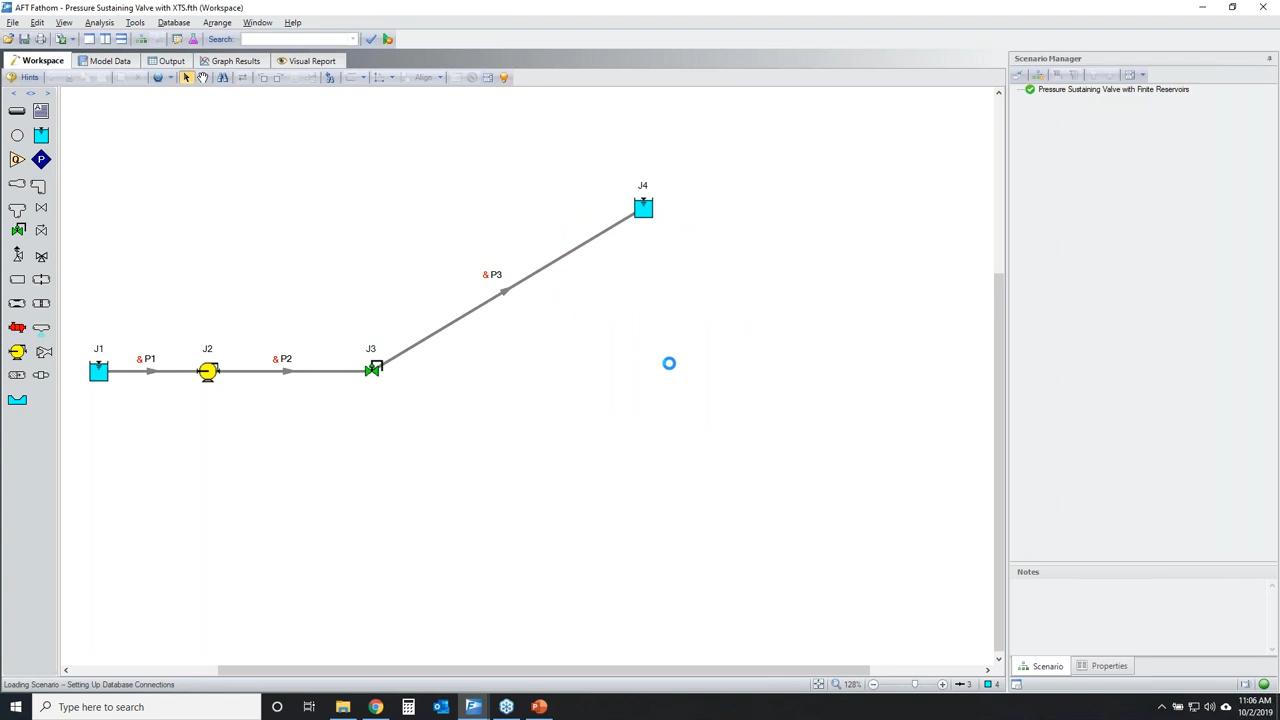 AFT Fathom - Pressure Sustaining Valve with XTS.fth (Workspace)
File Edit View Analysis Tools Database Arrange Window Help
Search:
Workspace Model Data Output Graph Results Visual Report
Hints
Align
Scenario Manager
Pressure Sustaining Valve with Finite Reservoirs
J4
& P3
J1 & P1 J2 & P2 J3
Notes
Scenario Properties
Loading Scenario – Setting Up Database Connections
128%
3
4
Type here to search
11:06 AM
10/2/2019